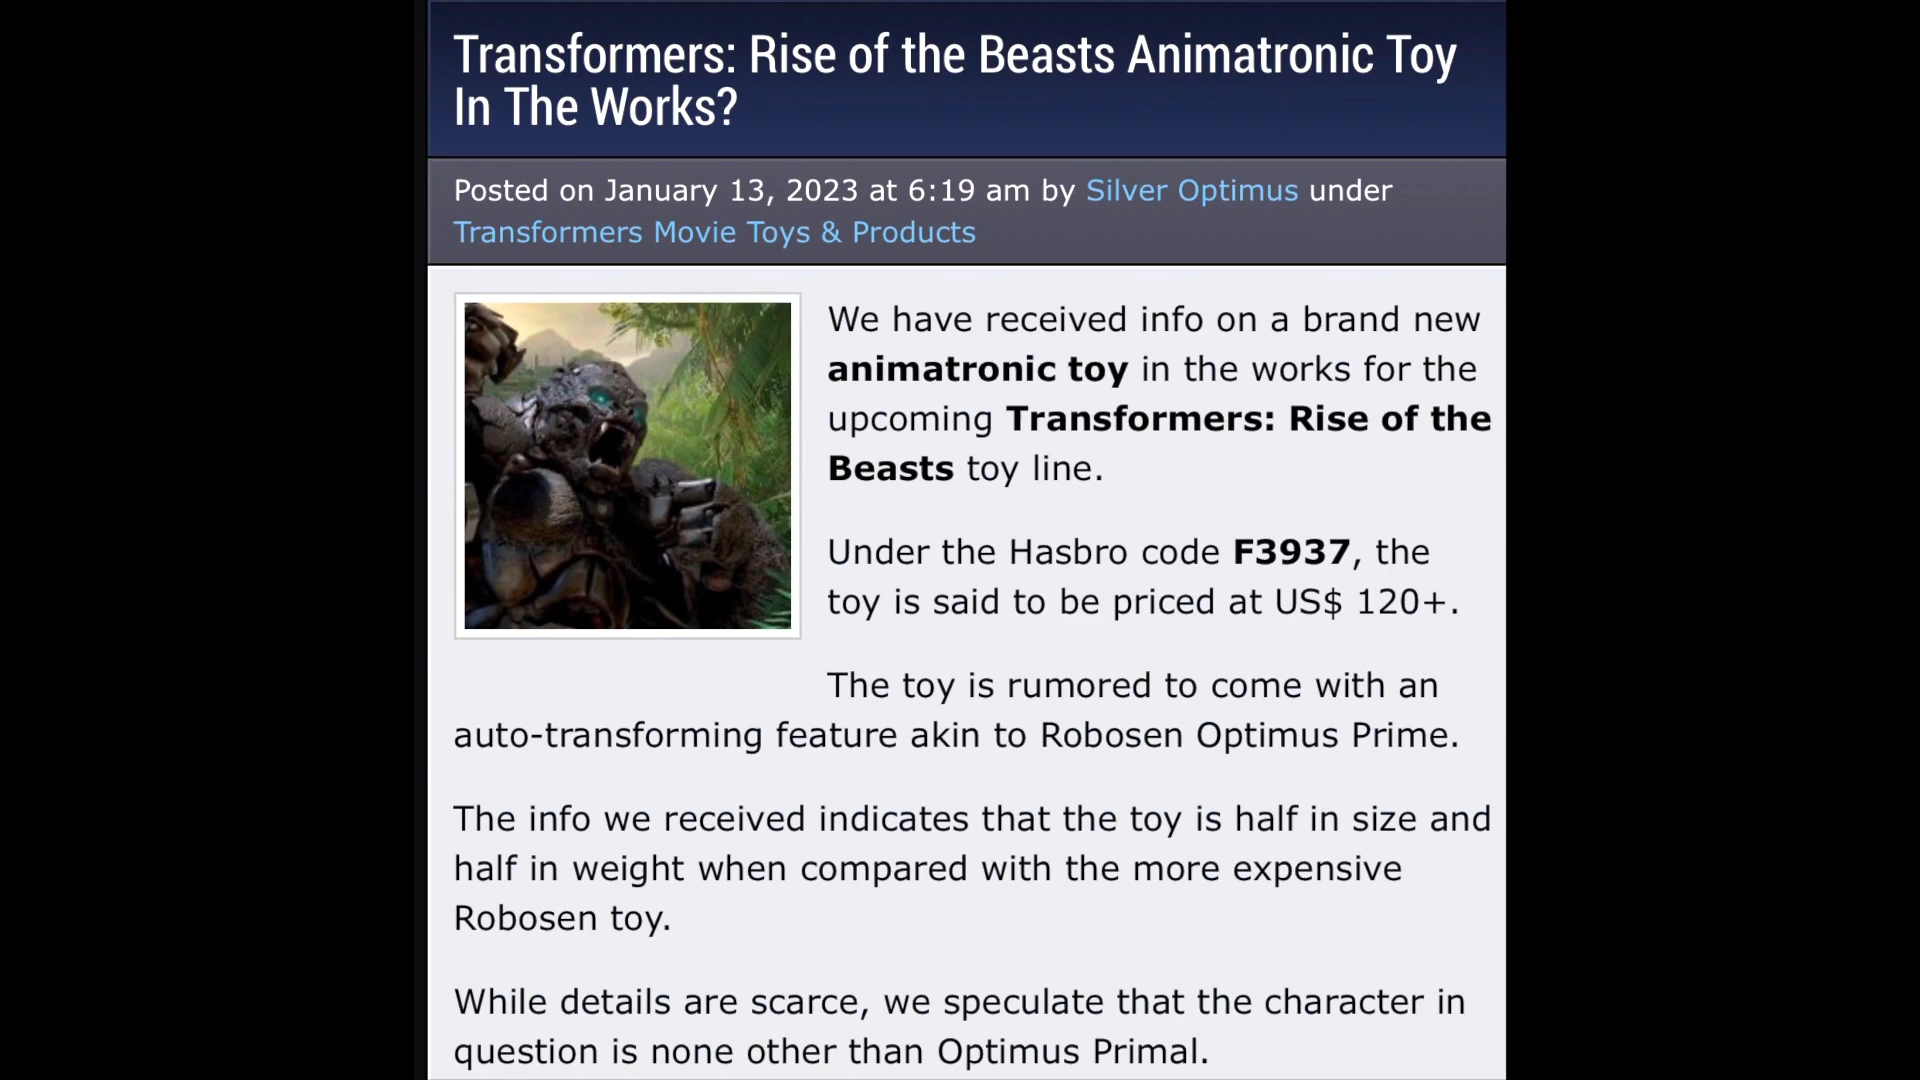 Transformers: Rise of the Beasts Animatronic Toy
In The Works?
Posted on January 13, 2023 at 6:19 am by Silver Optimus under
Transformers Movie Toys & Products
We have received info on a brand new
animatronic toy in the works for the
upcoming Transformers: Rise of the
Beasts toy line.
Under the Hasbro code F3937, the
toy is said to be priced at US$ 120+.
The toy is rumored to come with an
auto-transforming feature akin to Robosen Optimus Prime.
The info we received indicates that the toy is half in size and
half in weight when compared with the more expensive
Robosen toy.
While details are scarce, we speculate that the character in
question is none other than Optimus Primal.